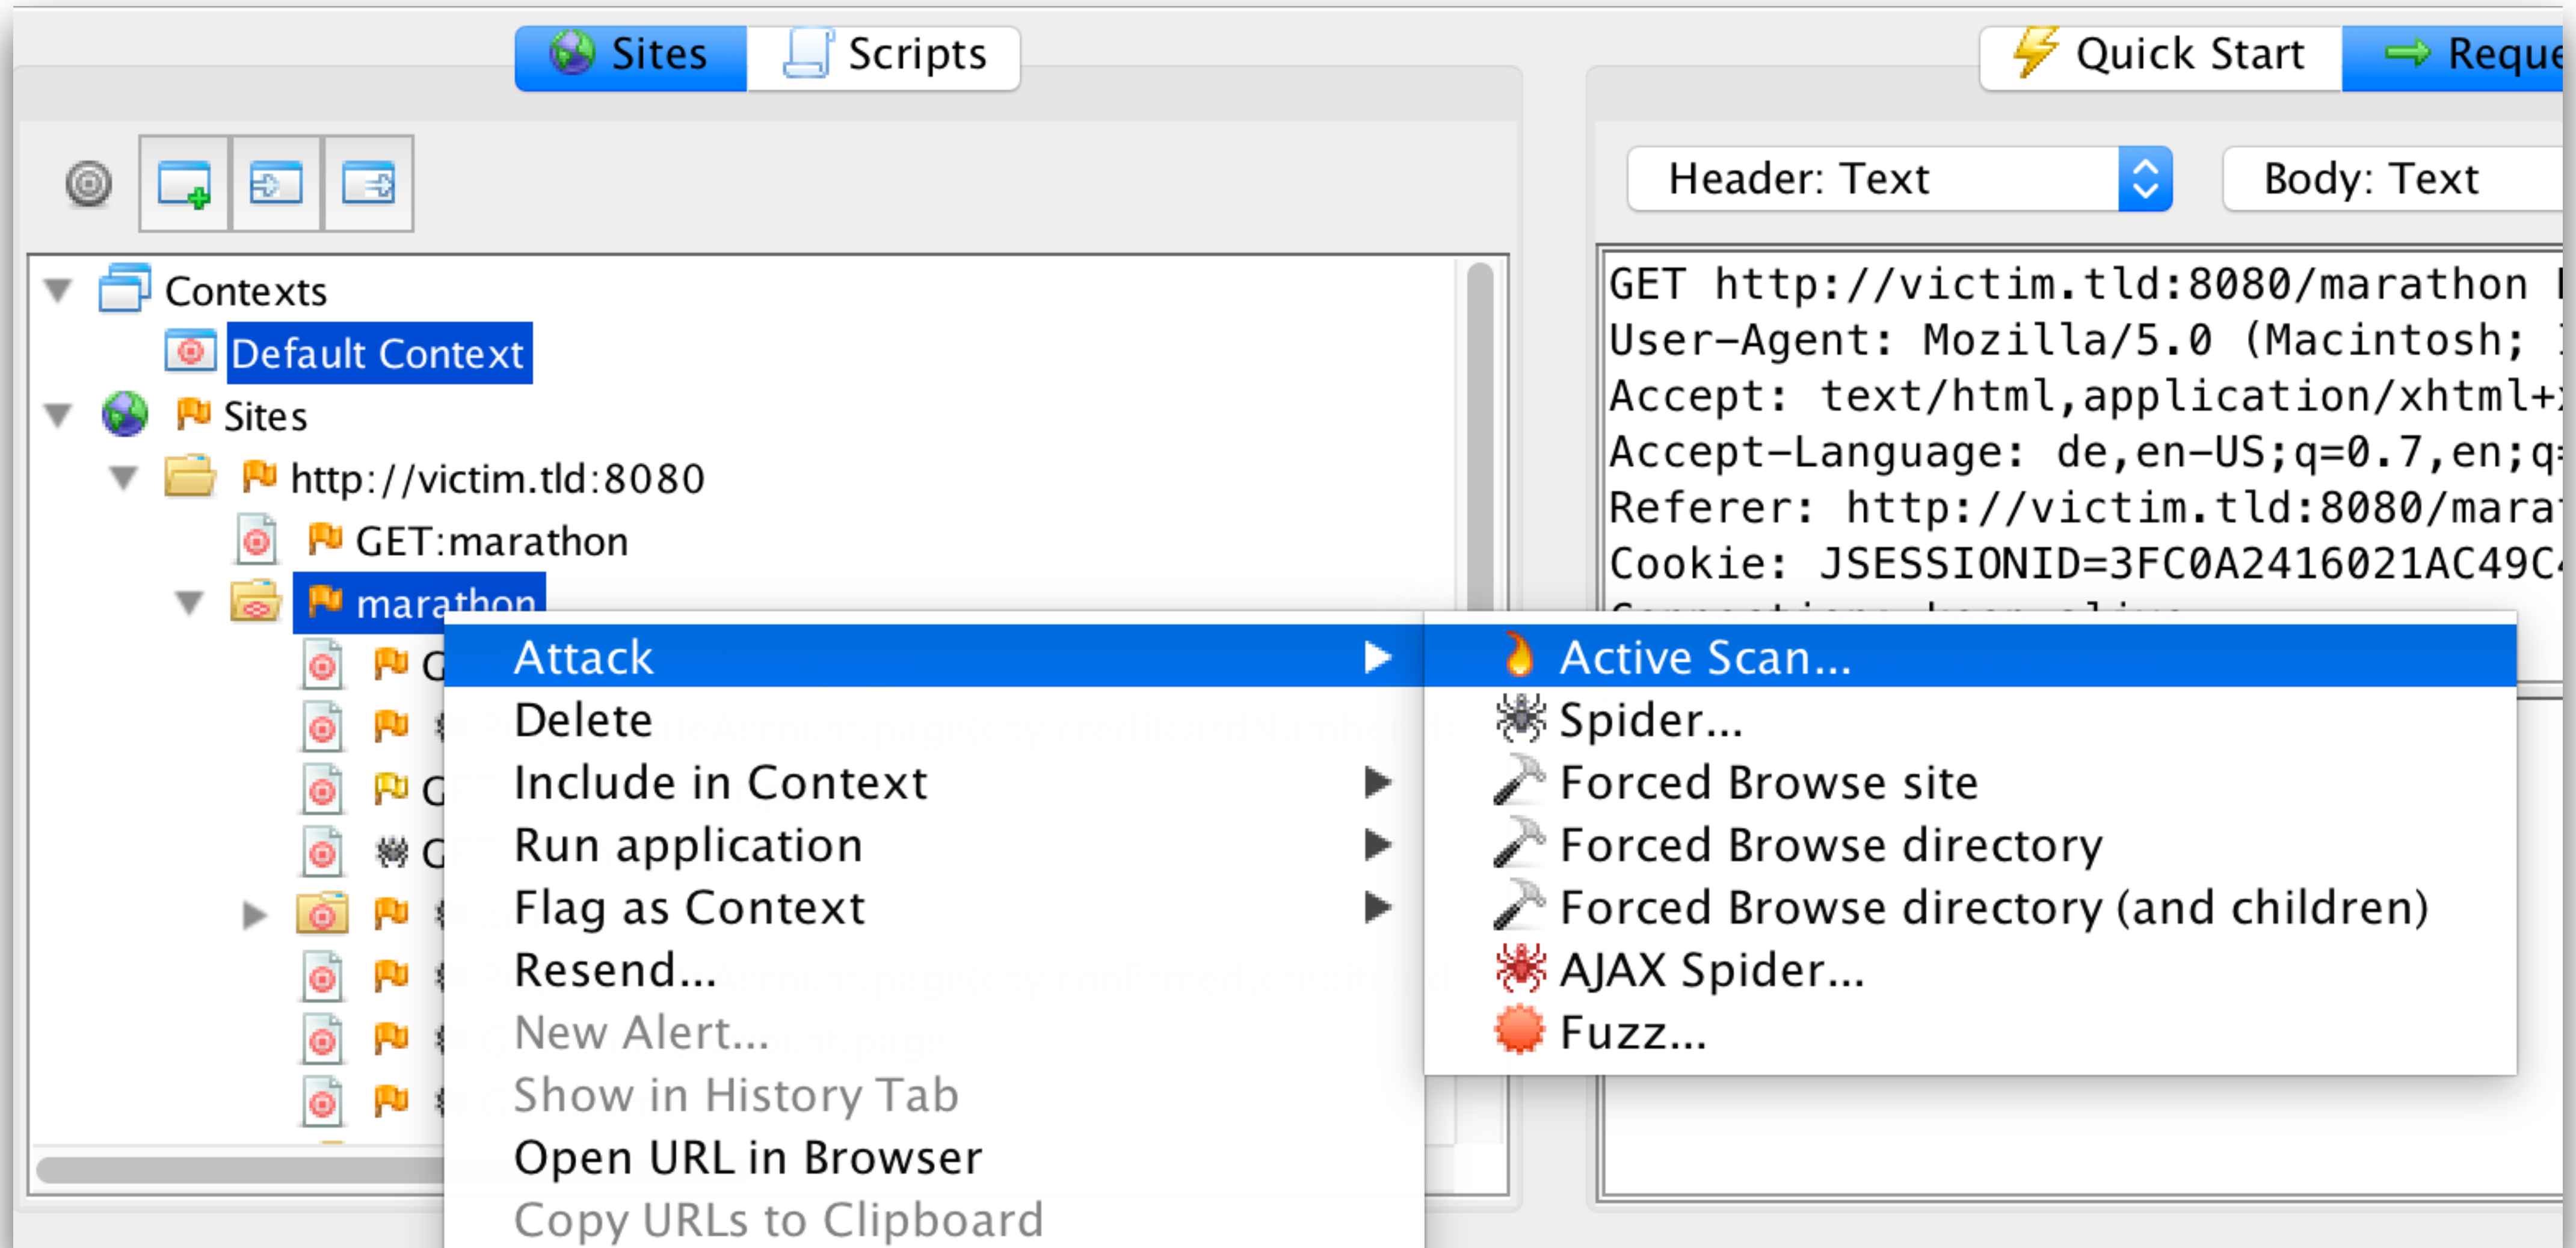 Sites
Scripts
Quick Start
Header: Text
Body: Text
Contexts
Default Context
Sites
http://victim.tld:8080
GET:marathon
marathon
GET http://victim.tld:8080/marathon
User-Agent: Mozilla/5.0 (Macintosh;
Accept: text/html,application/xhtml+
Accept-Language: de,en-US;q=0.7,en;q
Referer: http://victim.tld:8080/mara
Cookie: JSESSIONID=3FC0A2416021AC49C
Attack
Delete
Include in Context
Run application
Flag as Context
Resend...
New Alert...
Show in History Tab
Open URL in Browser
Copy URLs to Clipboard
Active Scan...
Spider...
Forced Browse site
Forced Browse directory
Forced Browse directory (and children)
AJAX Spider...
Fuzz...